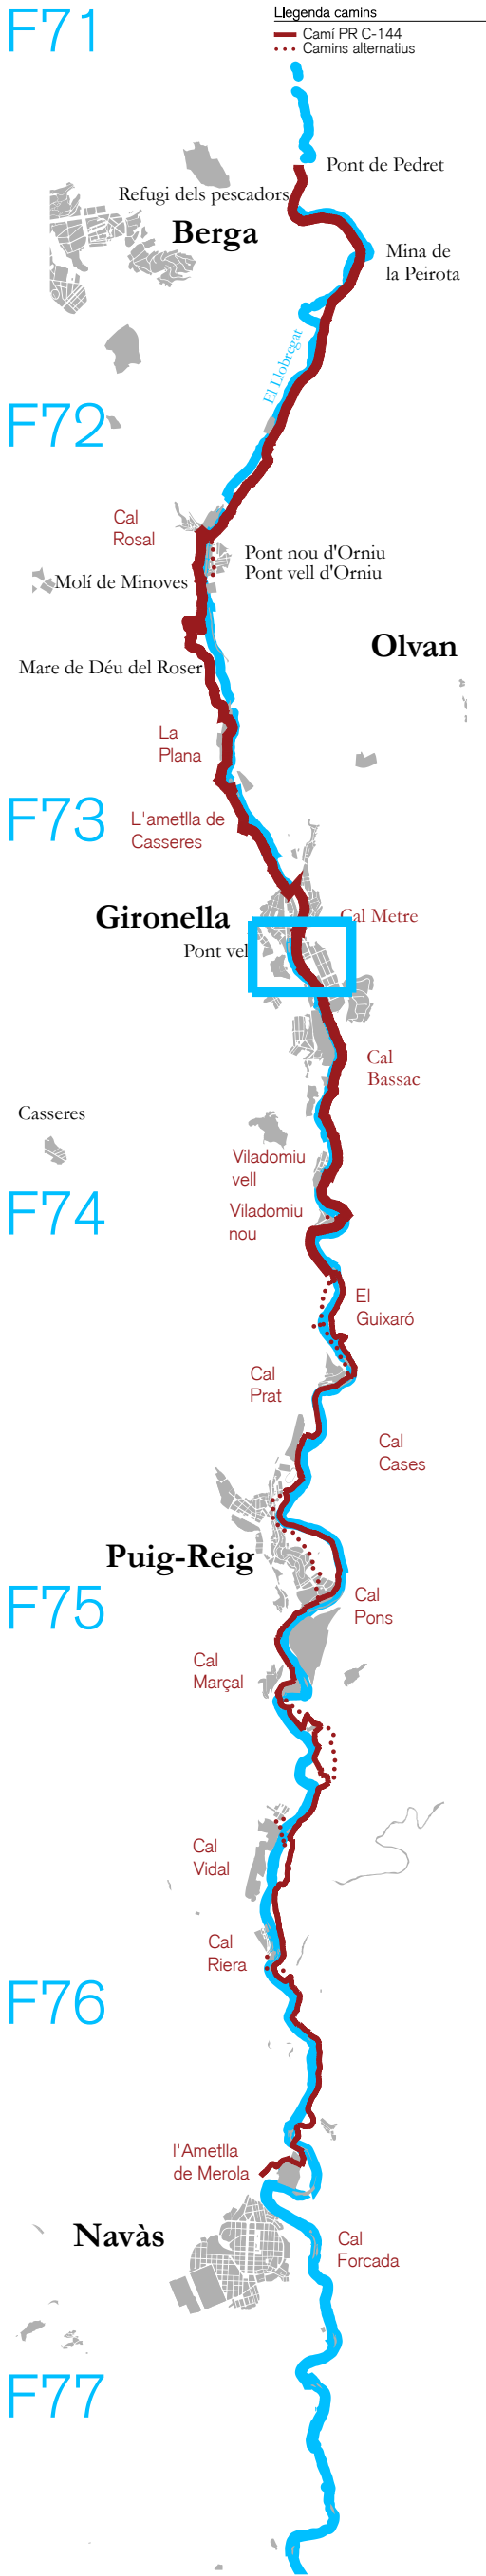 F71
Llegenda camins
Camí PR C-144
Camins alternatius
Pont de Pedret
Refugi dels pescadors
Berga
Mina de
la Peirota
El Llobregat
F72
Cal
Rosal
Pont nou d'Orniu
Pont vell d'Orniu
Molí de Minoves
Olvan
Mare de Déu del Roser
La
Plana
F73
L'ametlla de
Casseres
Gironella
Cal Metre
Pont vel
Cal
Bassac
Casseres
Viladomiu
vell
F74
Viladomiu
nou
El
Guixaró
Cal
Prat
Cal
Cases
Puig-Reig
F75
Cal
Pons
Cal
Marçal
Cal
Vidal
Cal
Riera
F76
l'Ametlla
de Merola
Navàs
Cal
Forcada
F77